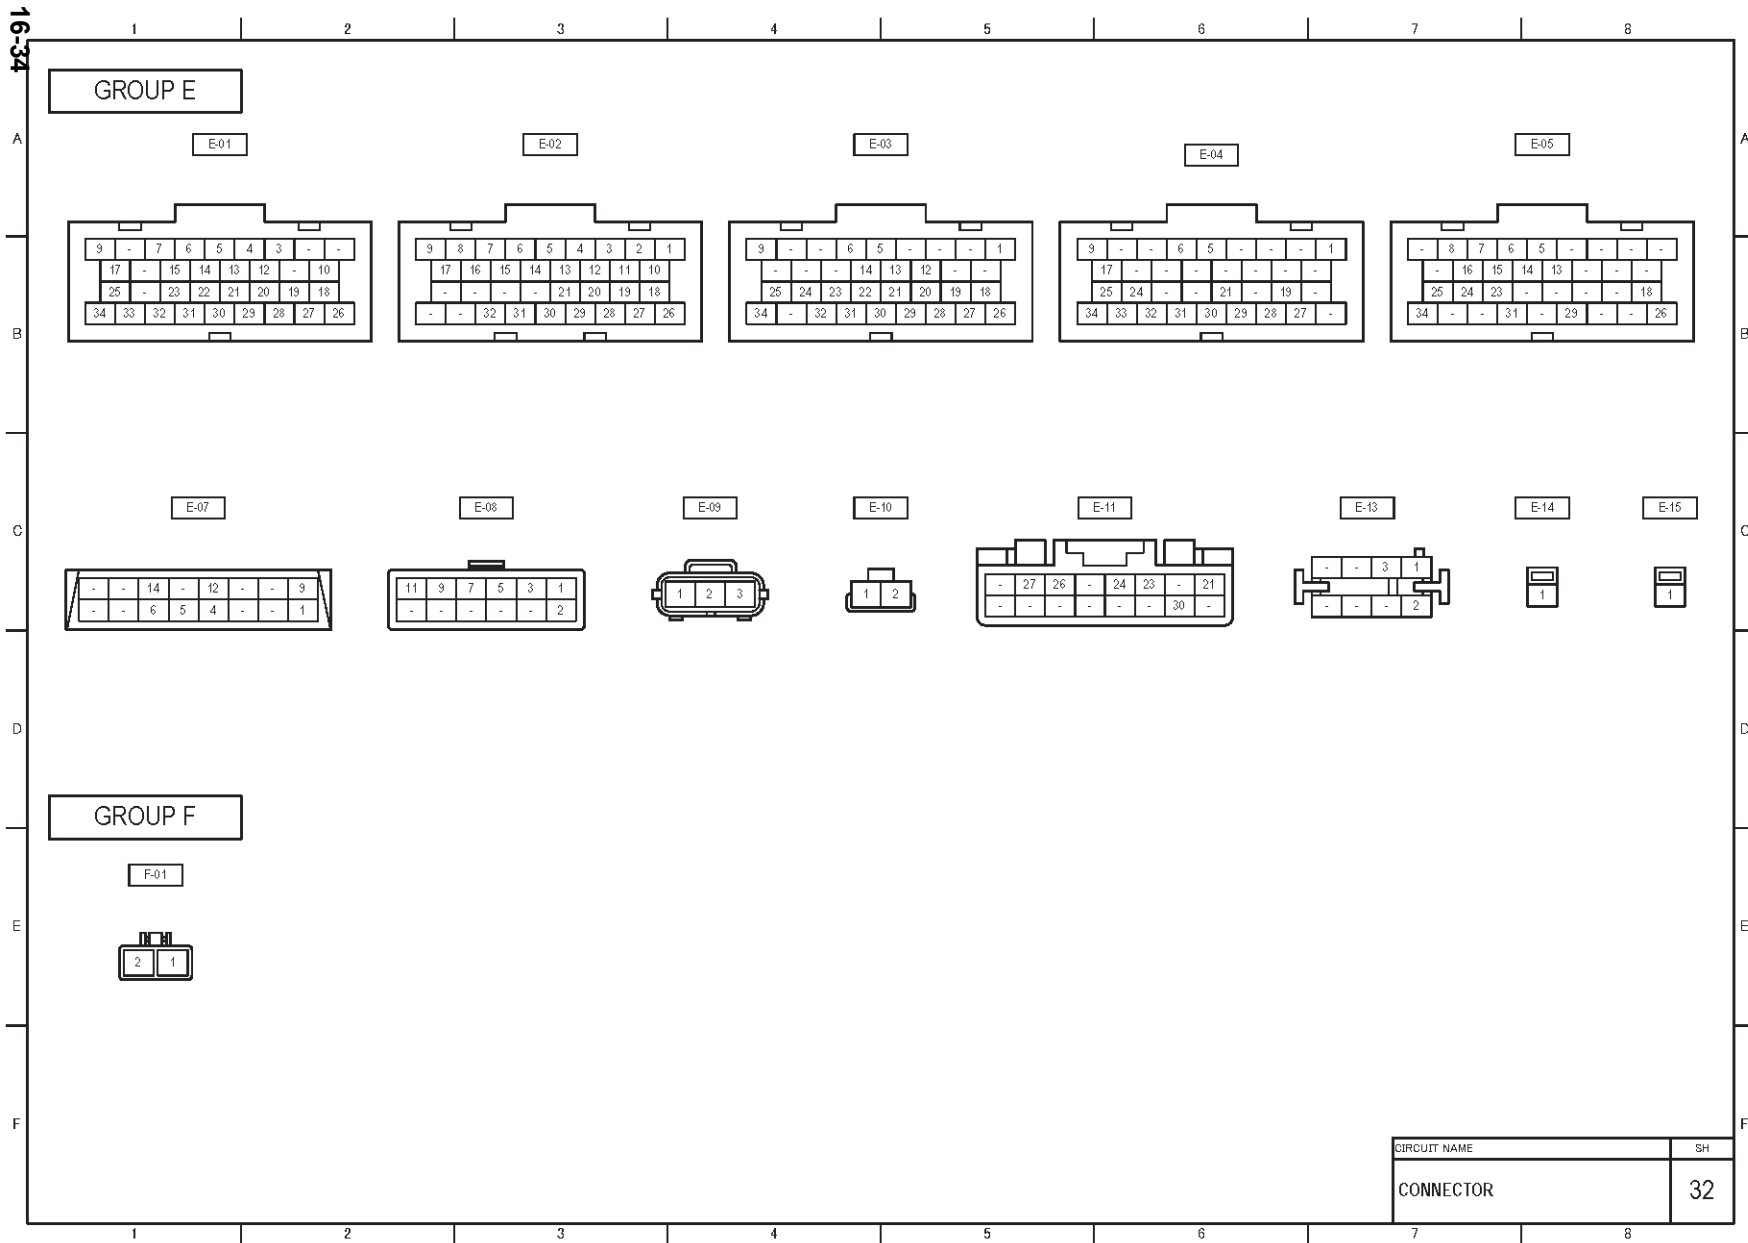 16-34
1 2 3 4 5 6 7 8
GROUP E
A A
E-01 E-02 E-03 E-04 E-05
9 - 7 6 5 4 3 - -
17 - 15 14 13 12 - 10
25 - 23 22 21 20 19 18
34 33 32 31 30 29 28 27 26
9 8 7 6 5 4 3 2 1
17 16 15 14 13 12 11 10
- - - - 21 20 19 18
- - 32 31 30 29 28 27 26
9 - - 6 5 - - - 1
- - - 14 13 12 - -
25 24 23 22 21 20 19 18
34 - 32 31 30 29 28 27 26
9 - - 6 5 - - - 1
17 - - - - - - -
25 24 - - 21 - 19 -
34 33 32 31 30 29 28 27 -
- 8 7 6 5 - - - -
- 16 15 14 13 - - -
25 24 23 - - - - 18
34 - - 31 - 29 - - 26
B B
E-07 E-08 E-09 E-10 E-11 E-13 E-14 E-15
C C
- - 14 - 12 - - 9
- - 6 5 4 - - 1
11 9 7 5 3 1
- - - - - 2
1 2 3
1 2
- 27 26 - 24 23 - 21
- - - - - - 30 -
- - 3 1
- - - 2
1
1
D D
GROUP F
F-01
E E
2 1
F F
CIRCUIT NAME SH
CONNECTOR 32
1 2 3 4 5 6 7 8